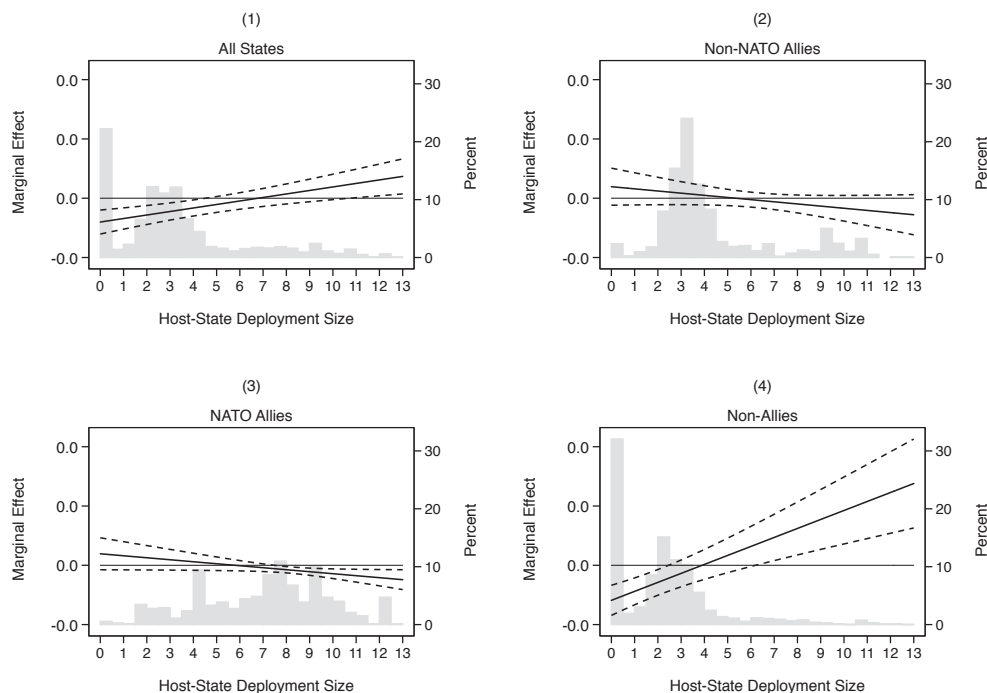 (1)
All States
0.0
0.0
0.0
-0.0
Marginal Effect
30
20
10
0
Percent
0 1 2 3 4 5 6 7 8 9 10 11 12 13
Host-State Deployment Size
(2)
Non-NATO Allies
0.0
0.0
0.0
-0.0
Marginal Effect
30
20
10
0
Percent
0 1 2 3 4 5 6 7 8 9 10 11 12 13
Host-State Deployment Size
(3)
NATO Allies
0.0
0.0
0.0
-0.0
Marginal Effect
30
20
10
0
Percent
0 1 2 3 4 5 6 7 8 9 10 11 12 13
Host-State Deployment Size
(4)
Non-Allies
0.0
0.0
0.0
-0.0
Marginal Effect
30
20
10
0
Percent
0 1 2 3 4 5 6 7 8 9 10 11 12 13
Host-State Deployment Size